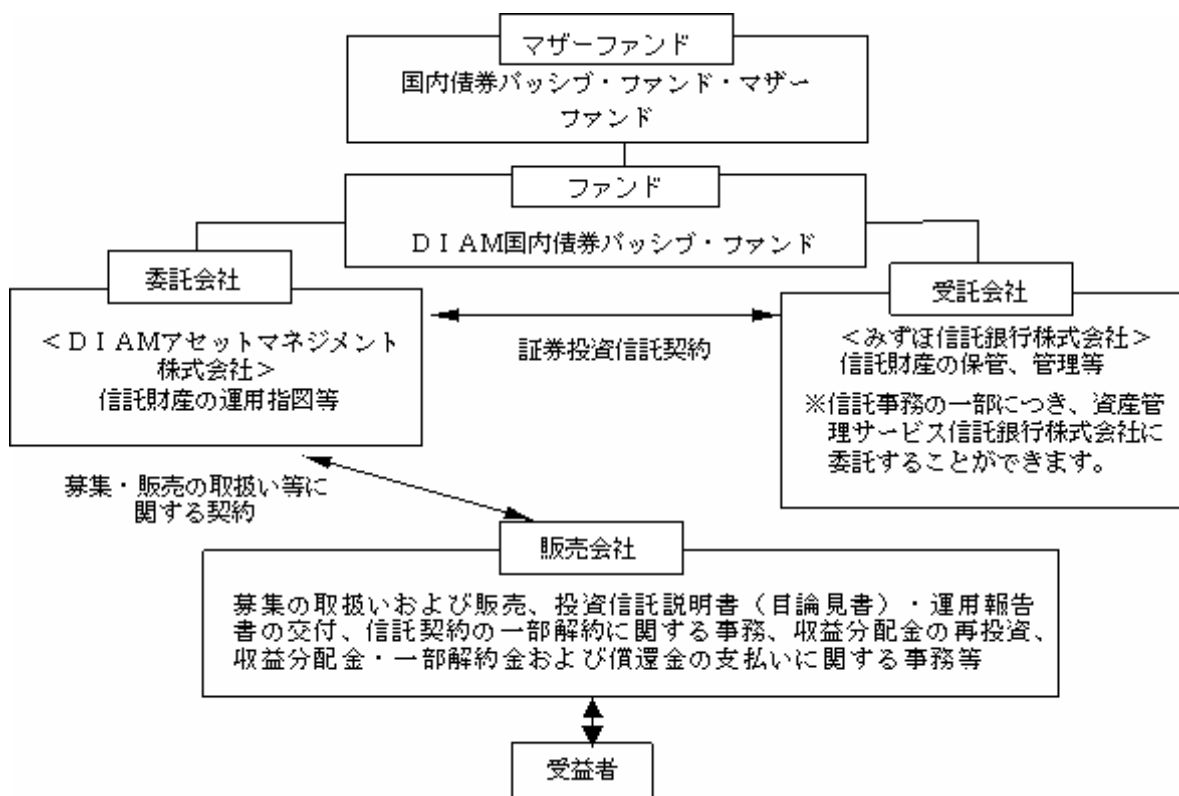 マザーファンド
国内債券パッシブ・ファンド・マザー
ファンド
ファンド
ＤＩＡＭ国内債券パッシブ・ファンド
委託会社
＜ＤＩＡＭアセットマネジメント
株式会社＞
信託財産の運用指図等
証券投資信託契約
受託会社
＜みずほ信託銀行株式会社＞
信託財産の保管、管理等
※信託事務の一部につき、資産管
理サービス信託銀行株式会社に
委託することができます。
募集・販売の取扱い等に
関する契約
販売会社
募集の取扱いおよび販売、投資信託説明書（目論見書）・運用報告
書の交付、信託契約の一部解約に関する事務、収益分配金の再投資、
収益分配金・一部解約金および償還金の支払いに関する事務等
受益者